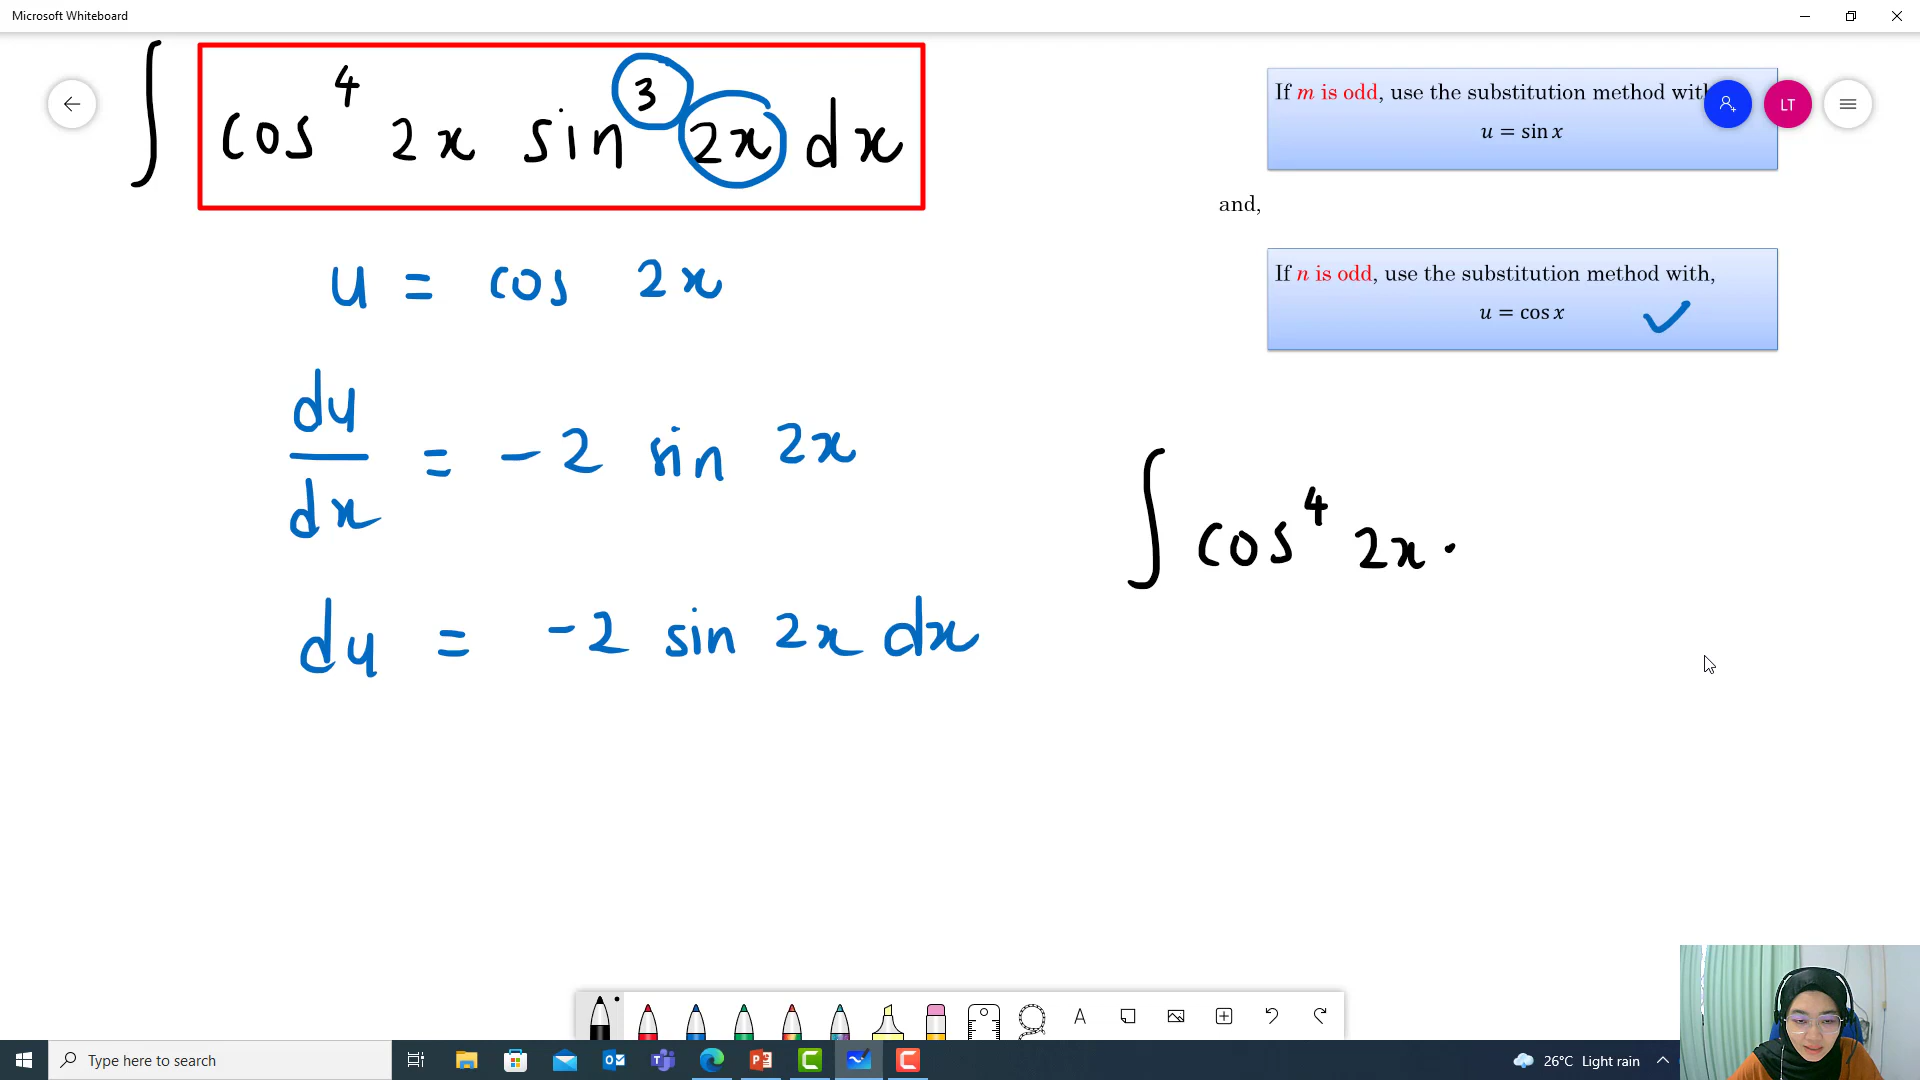 Microsoft Whiteboard
∫ cos⁴ 2x sin³ 2x dx
u = cos 2x
du/dx = -2 sin 2x
du = -2 sin 2x dx
If m is odd, use the substitution method with
u = sin x
LT
and,
If n is odd, use the substitution method with,
u = cos x
∫ cos⁴ 2x ·
A
Type here to search
26°C Light rain